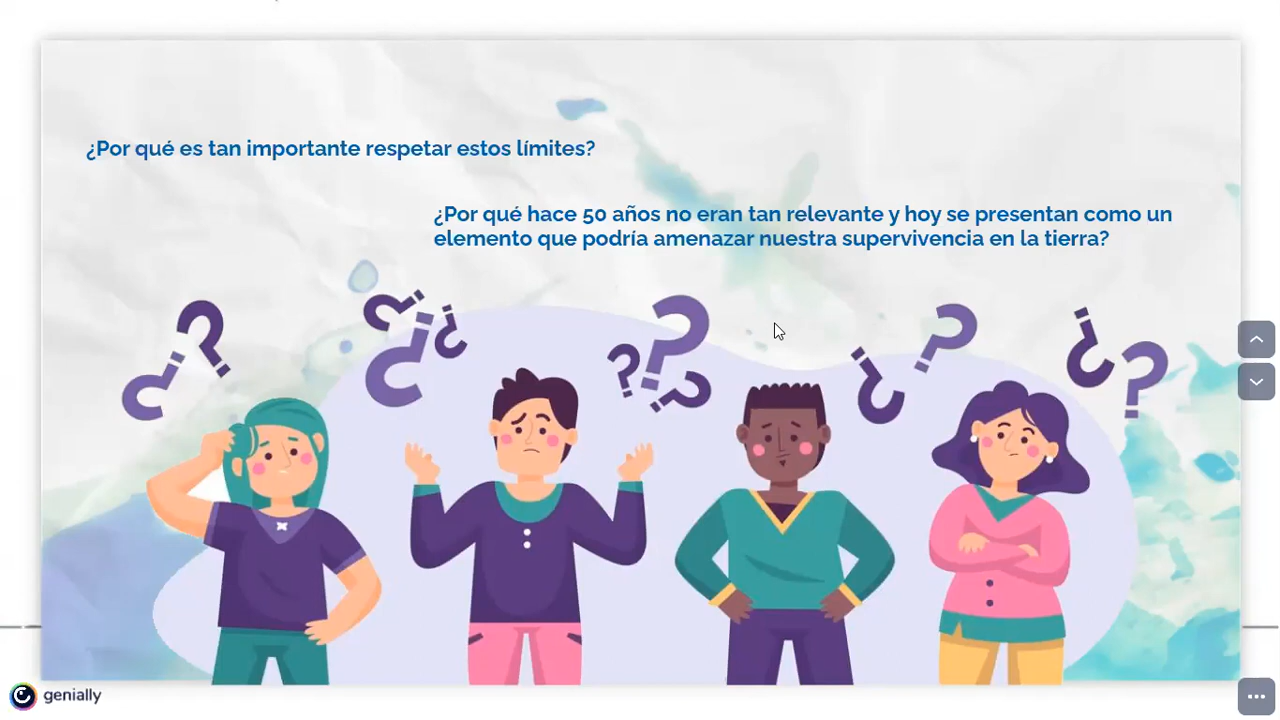 ¿Por qué es tan importante respetar estos límites?
¿Por qué hace 50 años no eran tan relevante y hoy se presentan como un
elemento que podría amenazar nuestra supervivencia en la tierra?
genially